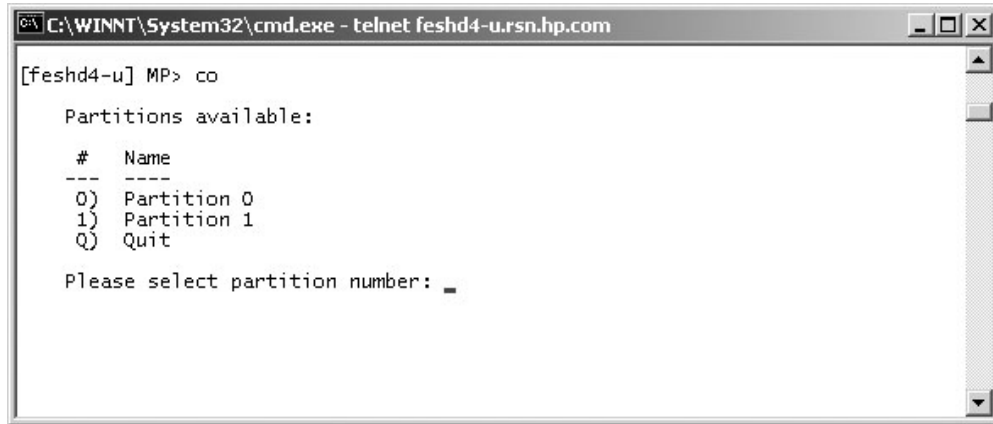 C:\WINNT\System32\cmd.exe - telnet feshd4-u.rsn.hp.com
[feshd4-u] MP> co
Partitions available:
# Name
--- ----
0) Partition 0
1) Partition 1
Q) Quit
Please select partition number: _